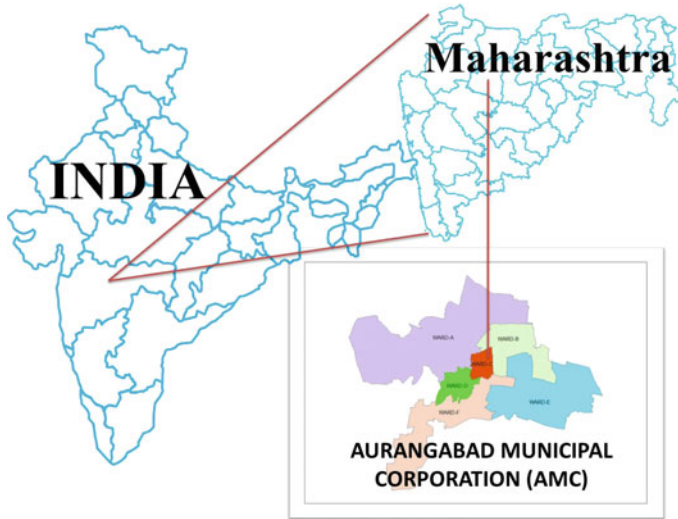 Maharashtra
INDIA
WARD-A
WARD-B
WARD-C
WARD-D
WARD-E
WARD-F
AURANGABAD MUNICIPAL
CORPORATION (AMC)